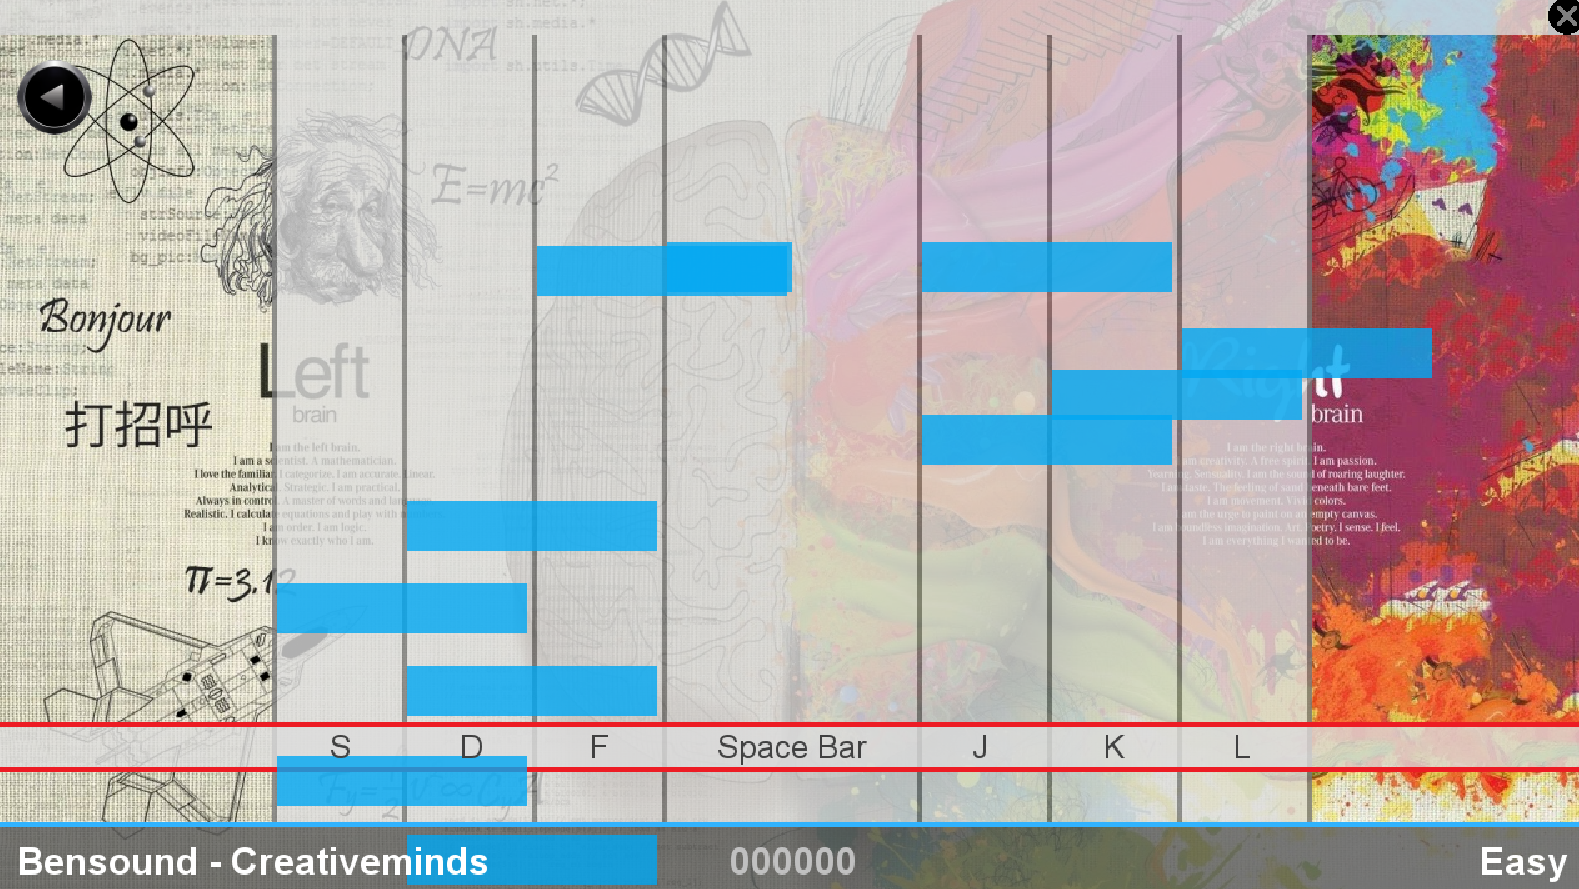 DNA
E=mc²
Bonjour
打招呼
Left
brain
I am the left brain.
I am a scientist. A mathematician.
I love the familiar. I categorize. I am accurate. Linear.
Analytical. Strategic. I am practical.
Always in control. A master of words and language.
Realistic. I calculate equations and play with numbers.
I am order. I am logic.
I know exactly who I am.
π=3.12
Right
brain
I am the right brain.
I am creativity. A free spirit. I am passion.
Yearning. Sensuality. I am the sound of roaring laughter.
I am taste. The feeling of sand beneath bare feet.
I am movement. Vivid colors.
I am the urge to paint on an empty canvas.
I am boundless imagination. Art. Poetry. I sense. I feel.
I am everything I wanted to be.
S D F Space Bar J K L
Bensound - Creativeminds 000000 Easy